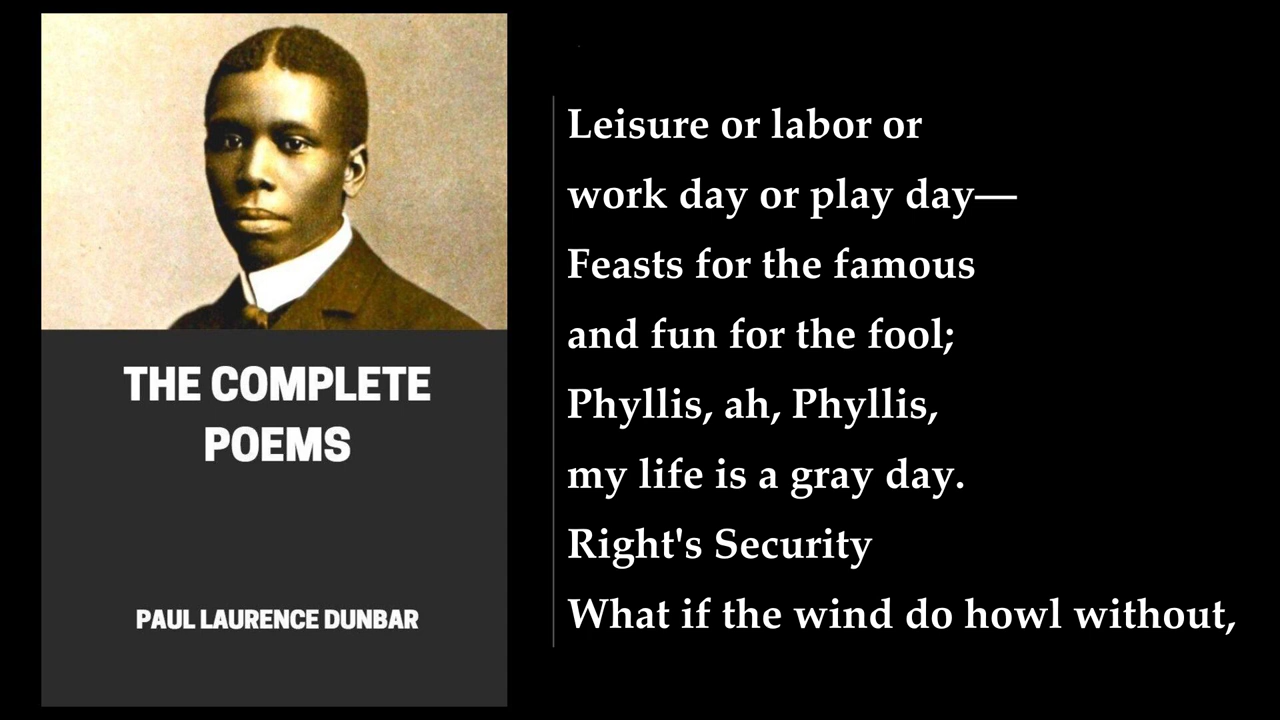 THE COMPLETE
POEMS
PAUL LAURENCE DUNBAR
Leisure or labor or
work day or play day—
Feasts for the famous
and fun for the fool;
Phyllis, ah, Phyllis,
my life is a gray day.
Right's Security
What if the wind do howl without,